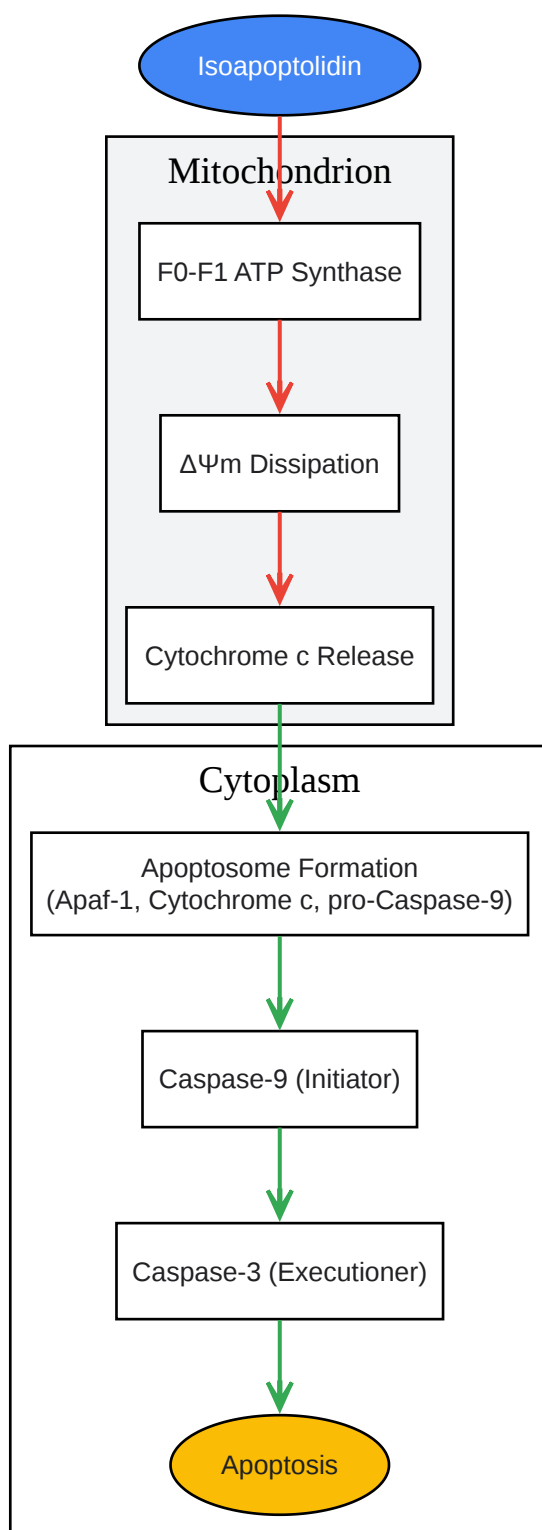 Isoapoptolidin
Mitochondrion
F0-F1 ATP Synthase
ΔΨm Dissipation
Cytochrome c Release
Cytoplasm
Apoptosome Formation
(Apaf-1, Cytochrome c, pro-Caspase-9)
Caspase-9 (Initiator)
Caspase-3 (Executioner)
Apoptosis